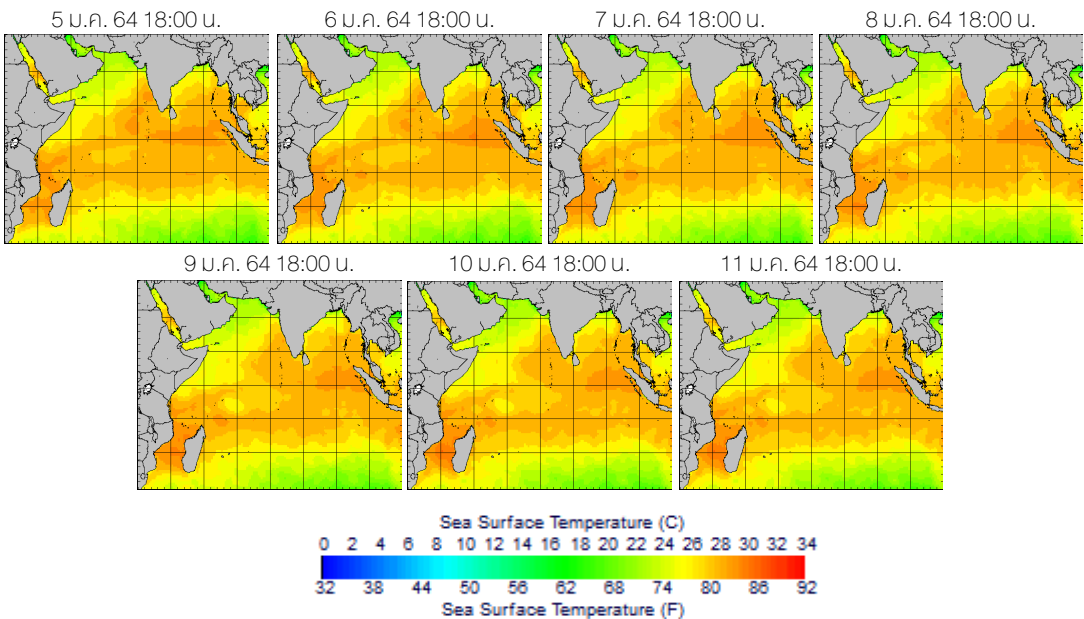 5 ม.ค. 64 18:00 น. 6 ม.ค. 64 18:00 น. 7 ม.ค. 64 18:00 น. 8 ม.ค. 64 18:00 น.
9 ม.ค. 64 18:00 น. 10 ม.ค. 64 18:00 น. 11 ม.ค. 64 18:00 น.
Sea Surface Temperature (C)
0 2 4 6 8 10 12 14 16 18 20 22 24 26 28 30 32 34
32 38 44 50 56 62 68 74 80 86 92
Sea Surface Temperature (F)